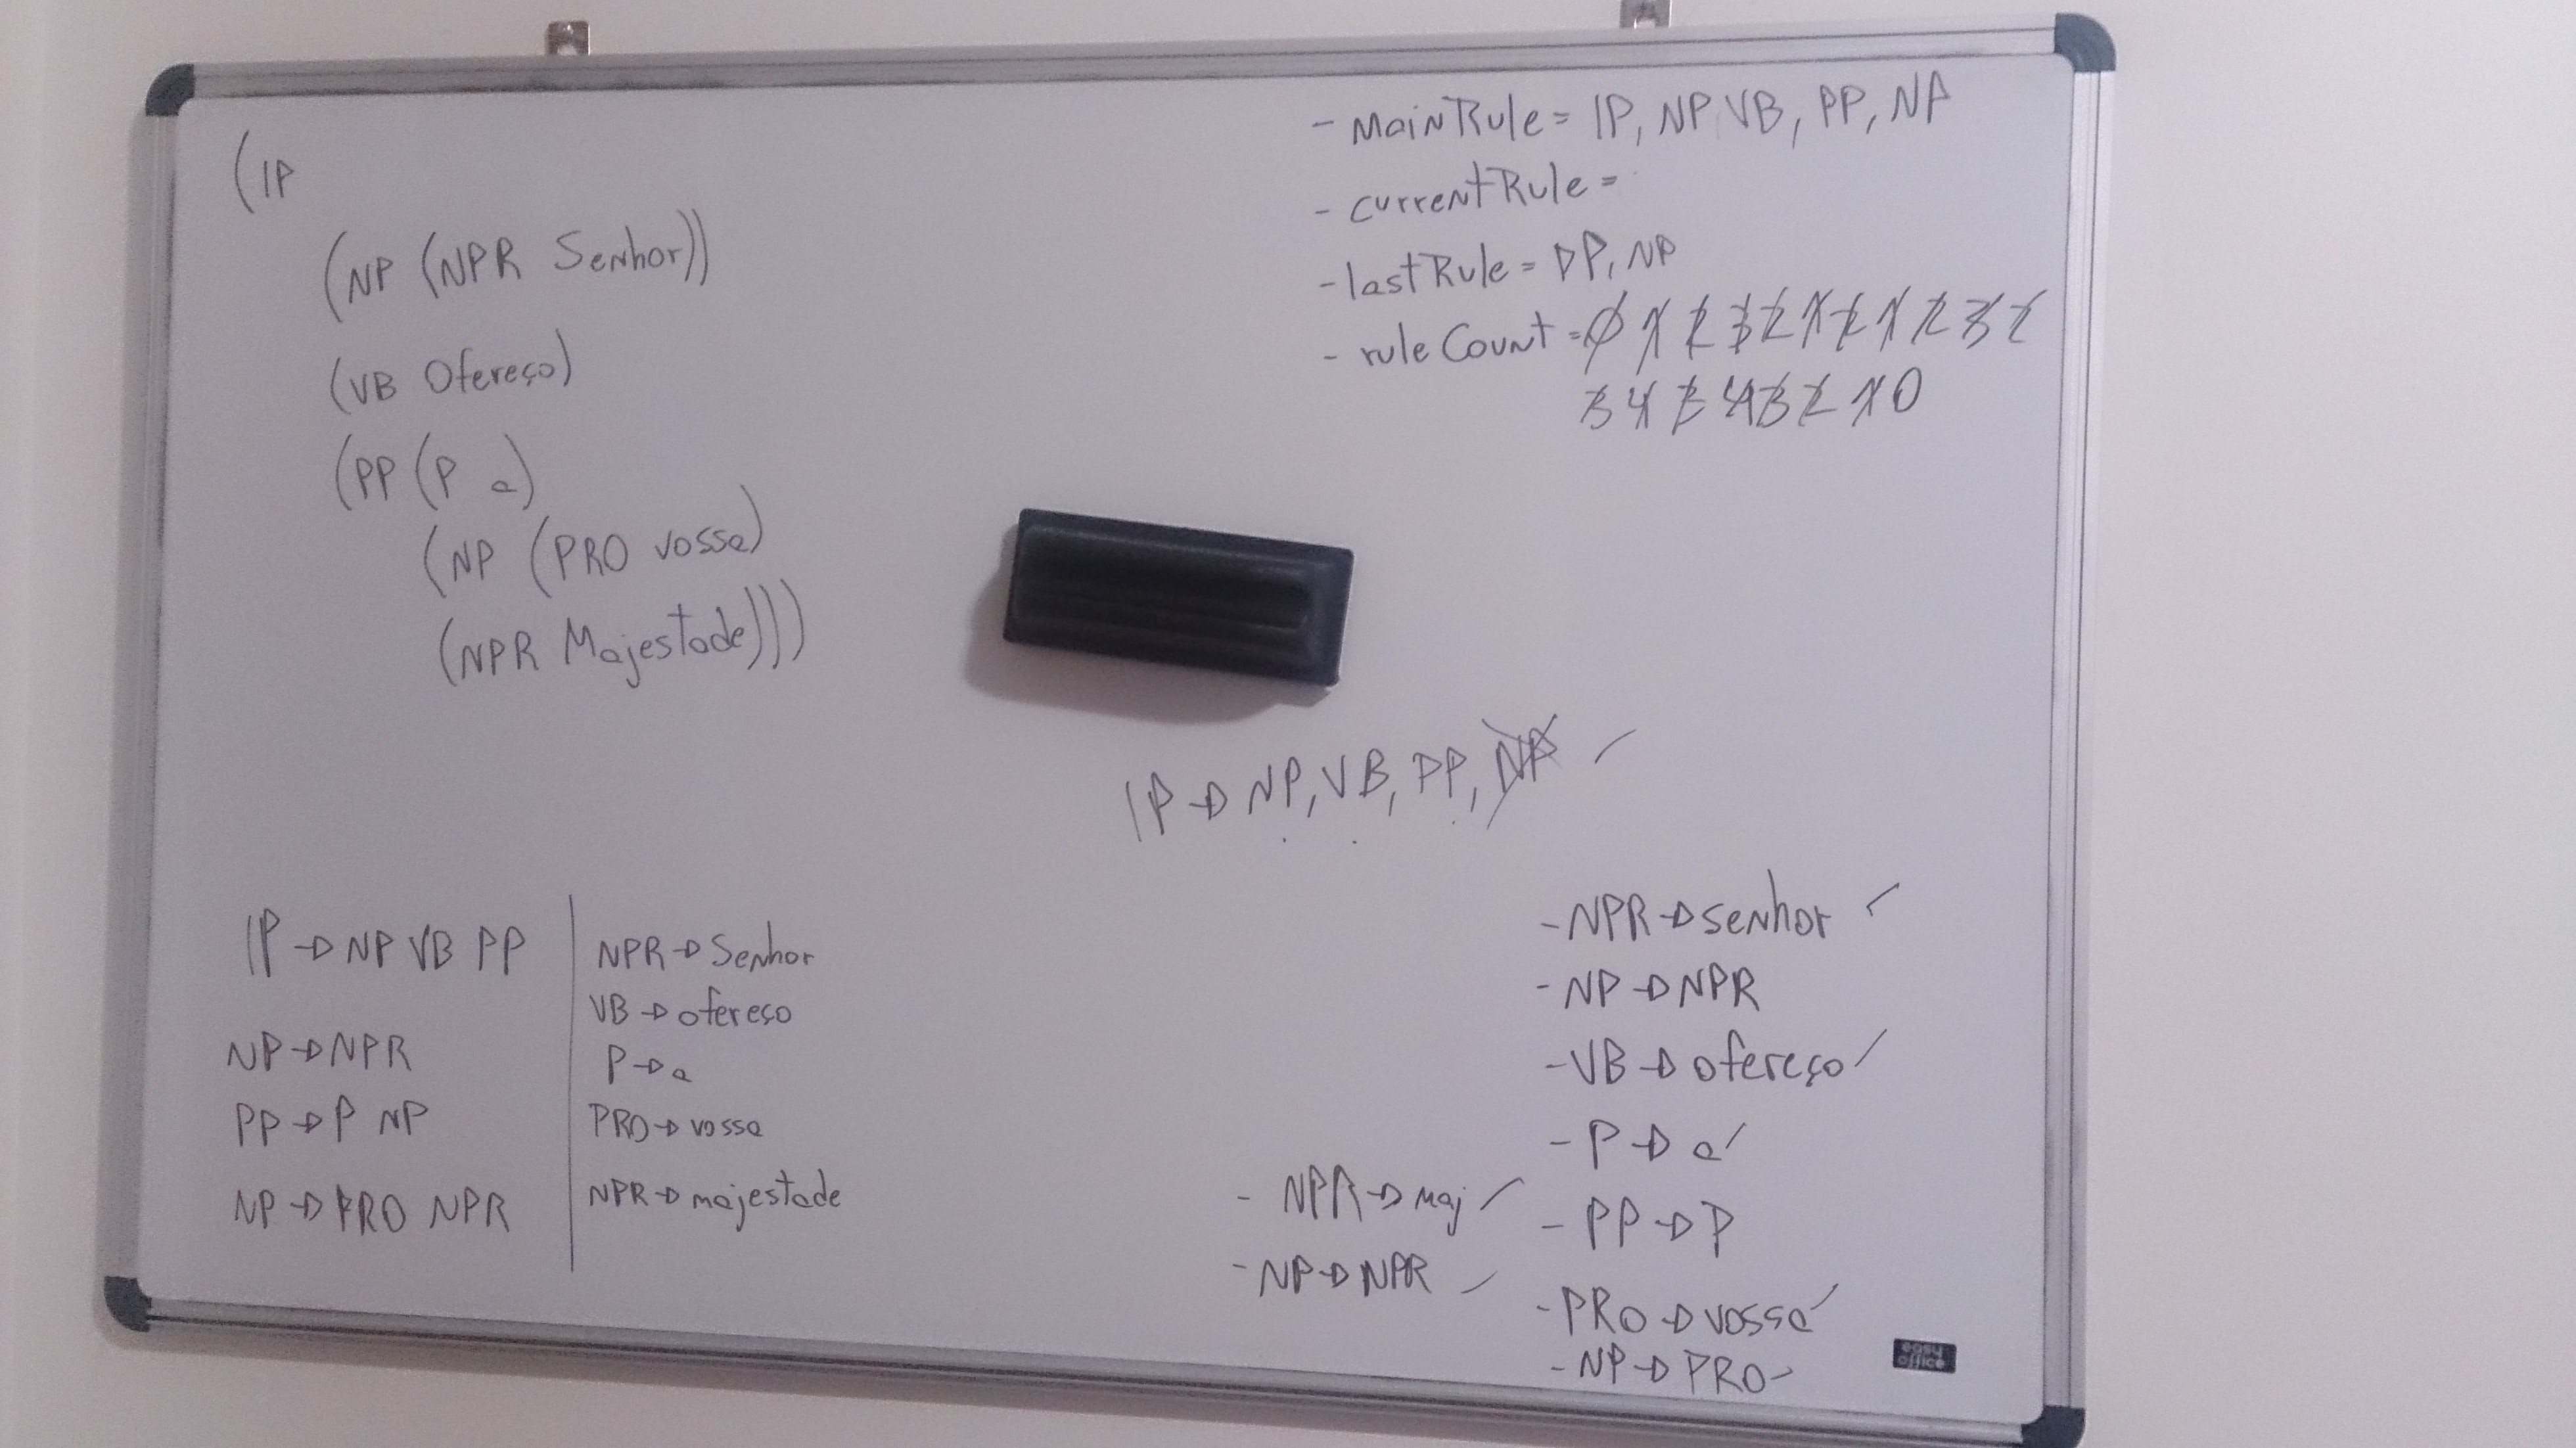 (IP
(NP (NPR Senhor))
(VB Ofereço)
(PP (P a)
(NP (PRO vossa)
(NPR Majestade)))
- MainRule = IP, NP VB, PP, NP
- currentRule =
- lastRule = PP, NP
- ruleCount = 0 1 2 3 2 1 2 1 2 3 2
3 4 3 4 3 2 1 0
IP → NP, VB, PP, NP
IP → NP VB PP
NP → NPR
PP → P NP
NP → PRO NPR
NPR → Senhor
VB → ofereço
P → a
PRO → vossa
NPR → majestade
- NPR → maj ✓
- NP → NPR ✓
- NPR → senhor ✓
- NP → NPR
- VB → ofereço ✓
- P → a ✓
- PP → P
- PRO → vossa ✓
- NP → PRO -
easy
office